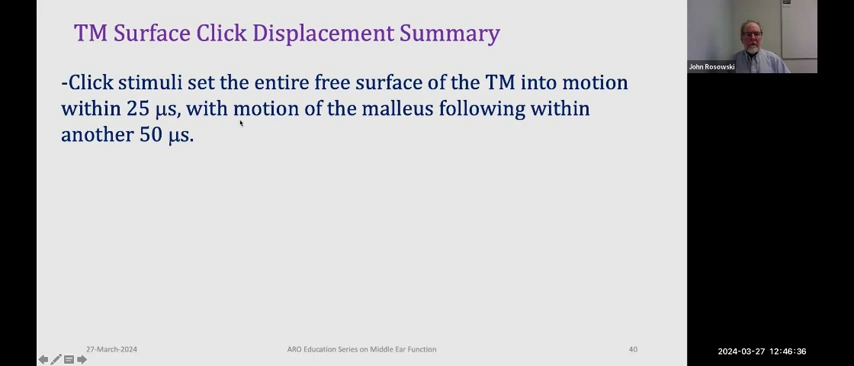 TM Surface Click Displacement Summary
-Click stimuli set the entire free surface of the TM into motion
within 25 μs, with motion of the malleus following within
another 50 μs.
John Rosowski
27-March-2024
ARO Education Series on Middle Ear Function
40
2024-03-27 12:46:36